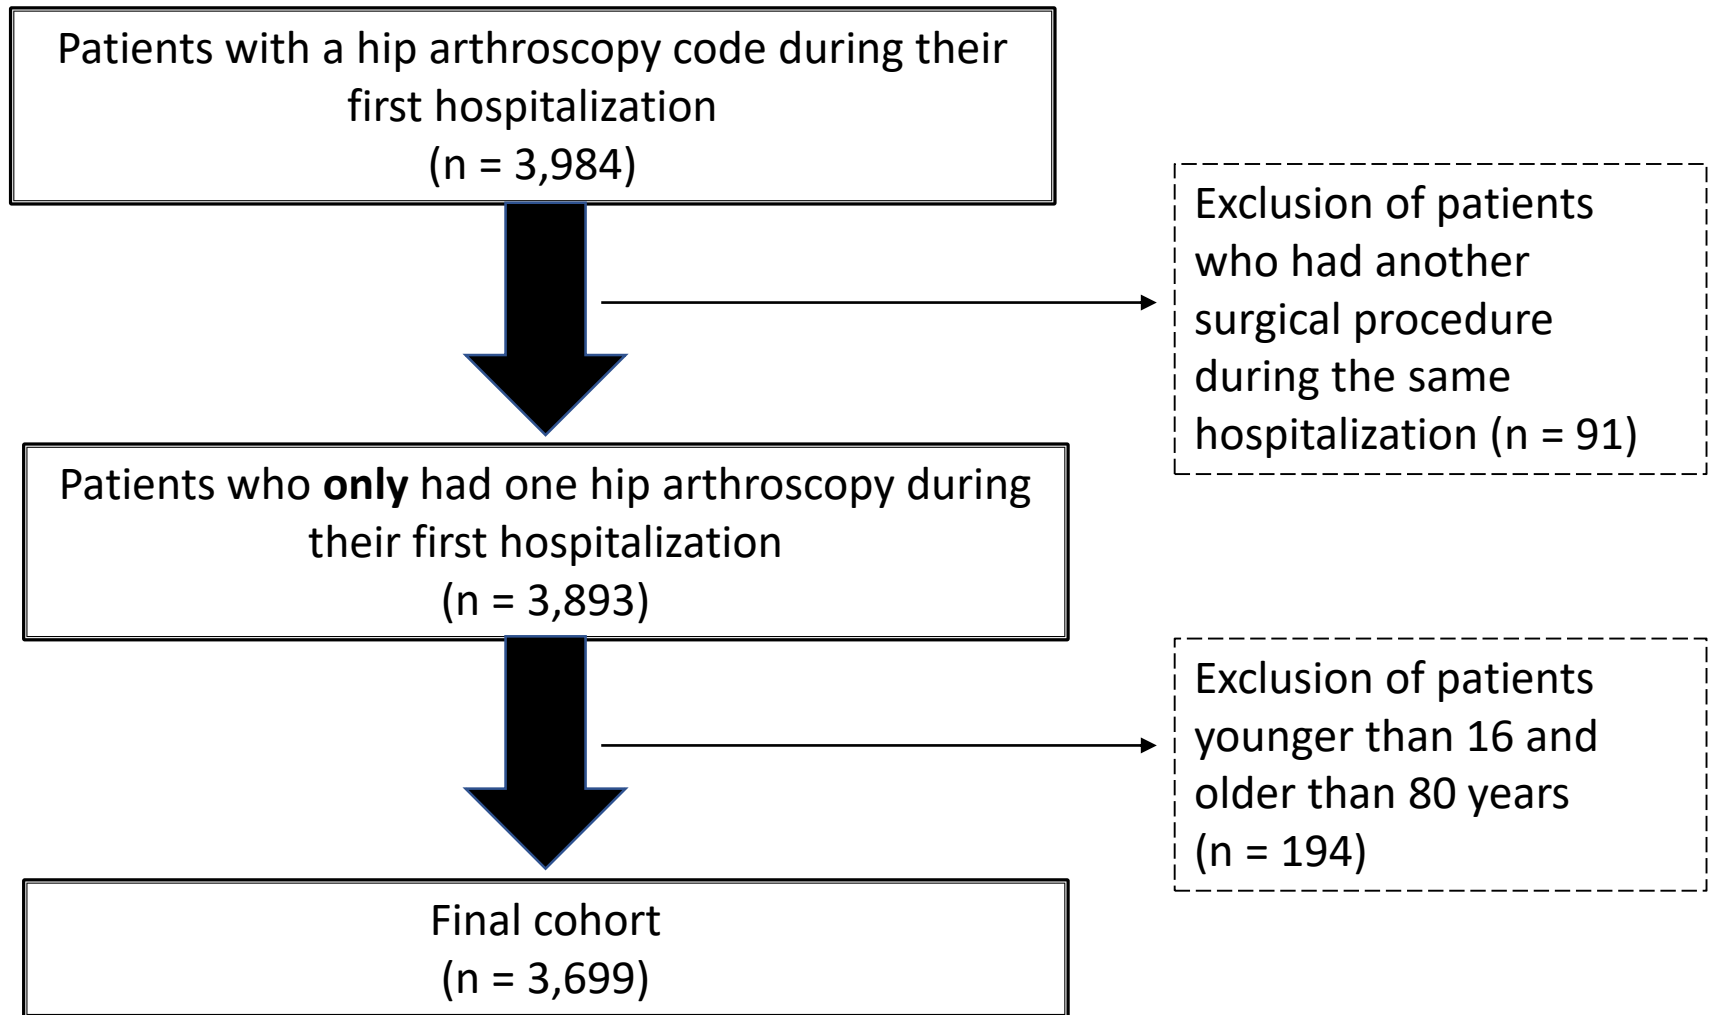 Patients with a hip arthroscopy code during their
first hospitalization
(n = 3,984)
Exclusion of patients
who had another
surgical procedure
during the same
hospitalization (n = 91)
Patients who only had one hip arthroscopy during
their first hospitalization
(n = 3,893)
Exclusion of patients
younger than 16 and
older than 80 years
(n = 194)
Final cohort
(n = 3,699)